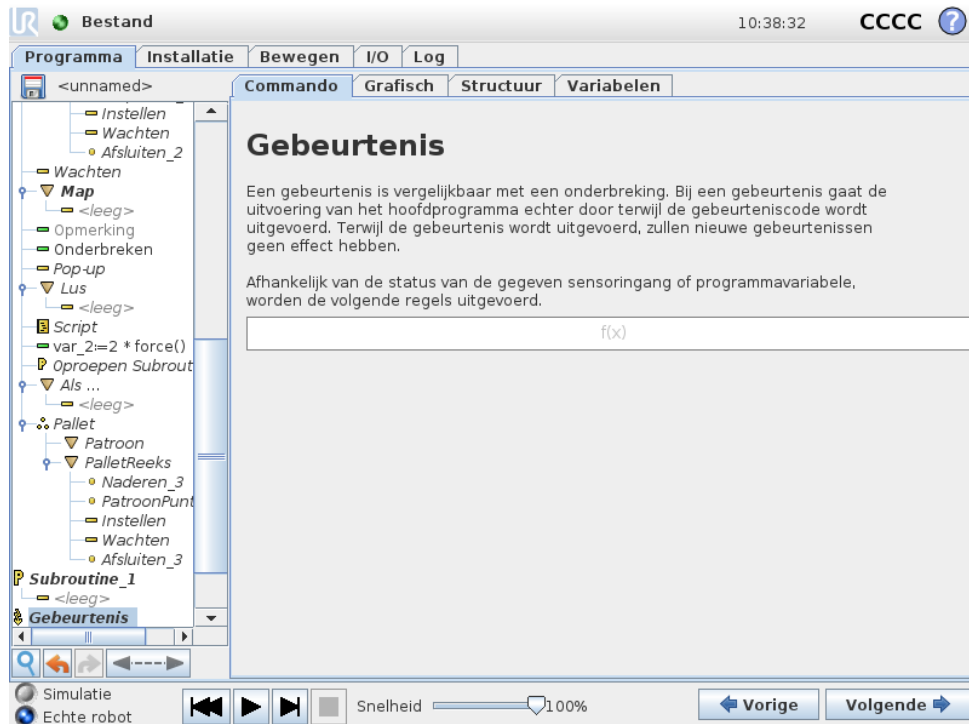 UR Bestand 10:38:32 CCCC ?
Programma Installatie Bewegen I/O Log
<unnamed> Commando Grafisch Structuur Variabelen
Instellen
Wachten
Afsluiten_2
Wachten
Map
<leeg>
Opmerking
Onderbreken
Pop-up
Lus
<leeg>
Script
var_2:=2 * force()
Oproepen Subrout
Als ...
<leeg>
Pallet
Patroon
PalletReeks
Naderen_3
PatroonPunt
Instellen
Wachten
Afsluiten_3
P Subroutine_1
<leeg>
Gebeurtenis
Gebeurtenis
Een gebeurtenis is vergelijkbaar met een onderbreking. Bij een gebeurtenis gaat de
uitvoering van het hoofdprogramma echter door terwijl de gebeurteniscode wordt
uitgevoerd. Terwijl de gebeurtenis wordt uitgevoerd, zullen nieuwe gebeurtenissen
geen effect hebben.
Afhankelijk van de status van de gegeven sensoringang of programmavariabele,
worden de volgende regels uitgevoerd.
f(x)
Simulatie
Echte robot
Snelheid 100%
Vorige Volgende